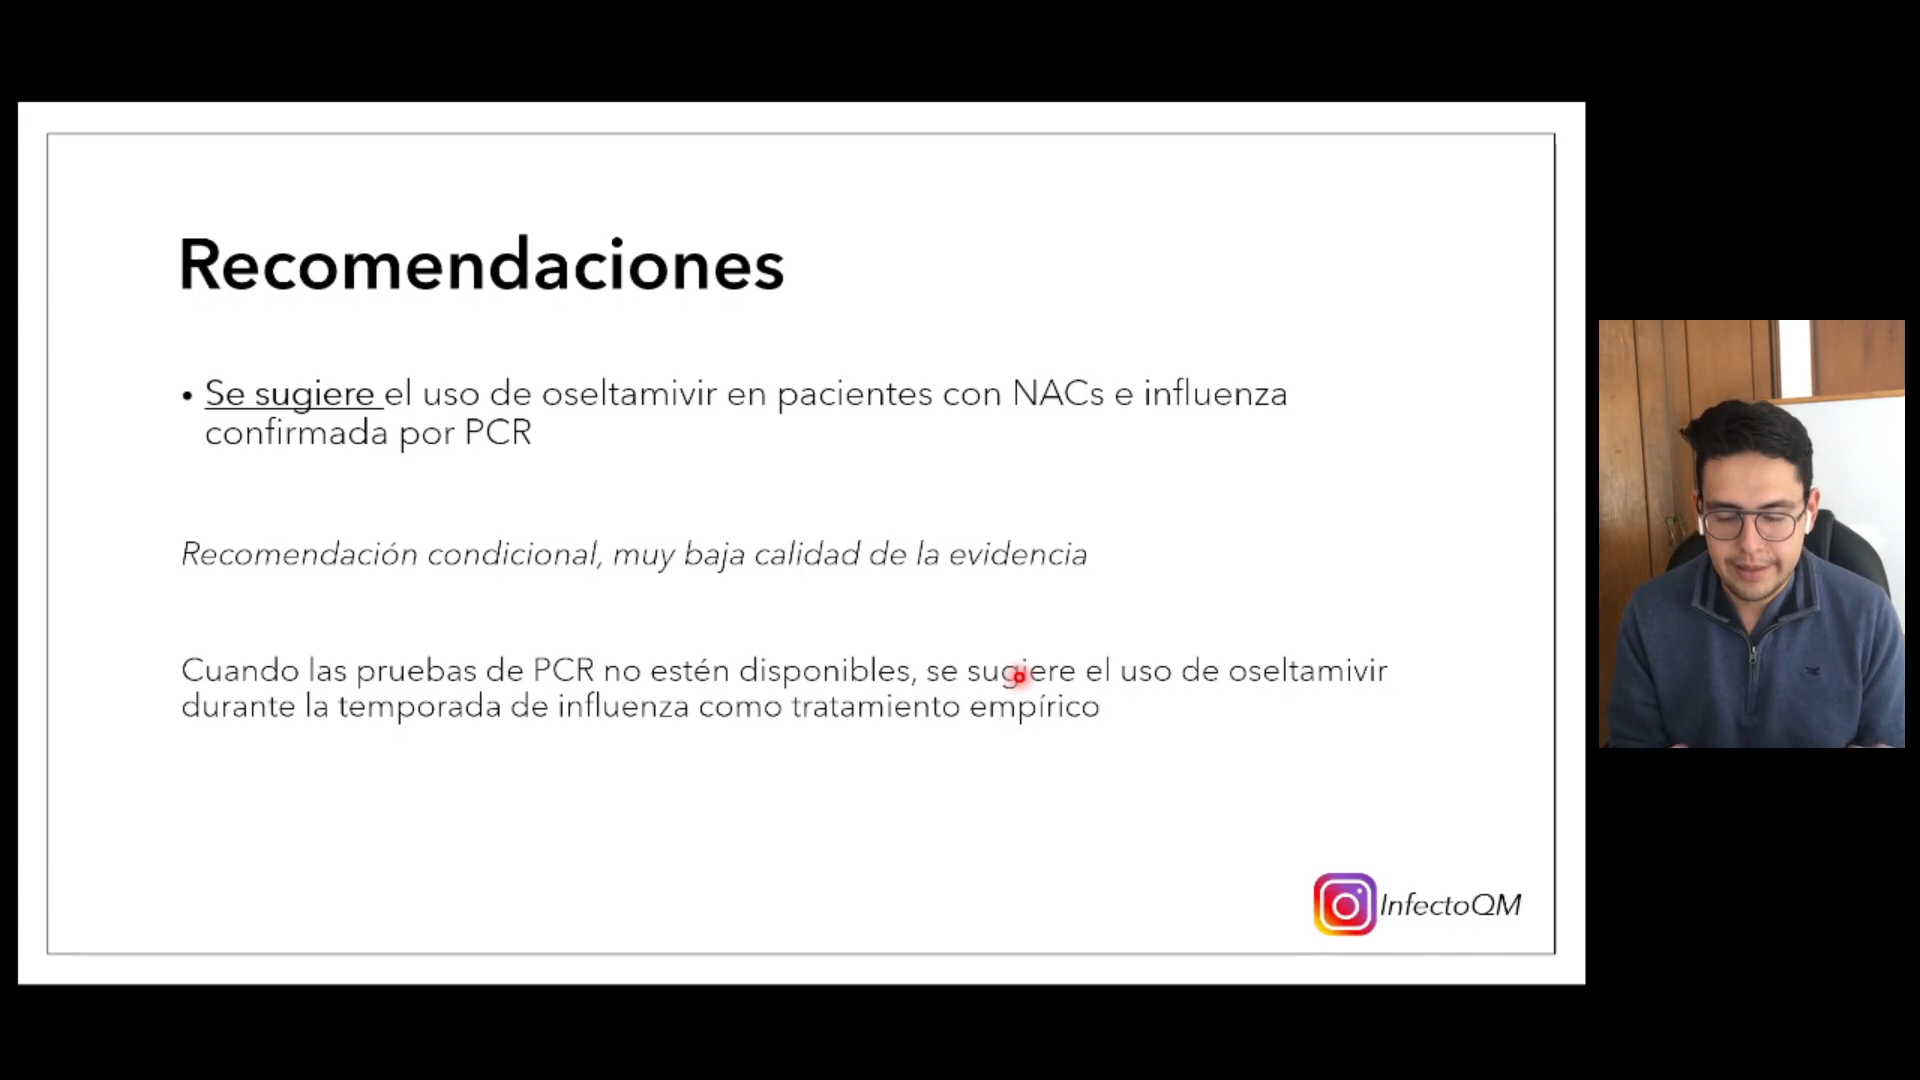 Recomendaciones
• Se sugiere el uso de oseltamivir en pacientes con NACs e influenza
confirmada por PCR
Recomendación condicional, muy baja calidad de la evidencia
Cuando las pruebas de PCR no estén disponibles, se sugiere el uso de oseltamivir
durante la temporada de influenza como tratamiento empírico
InfectoQM